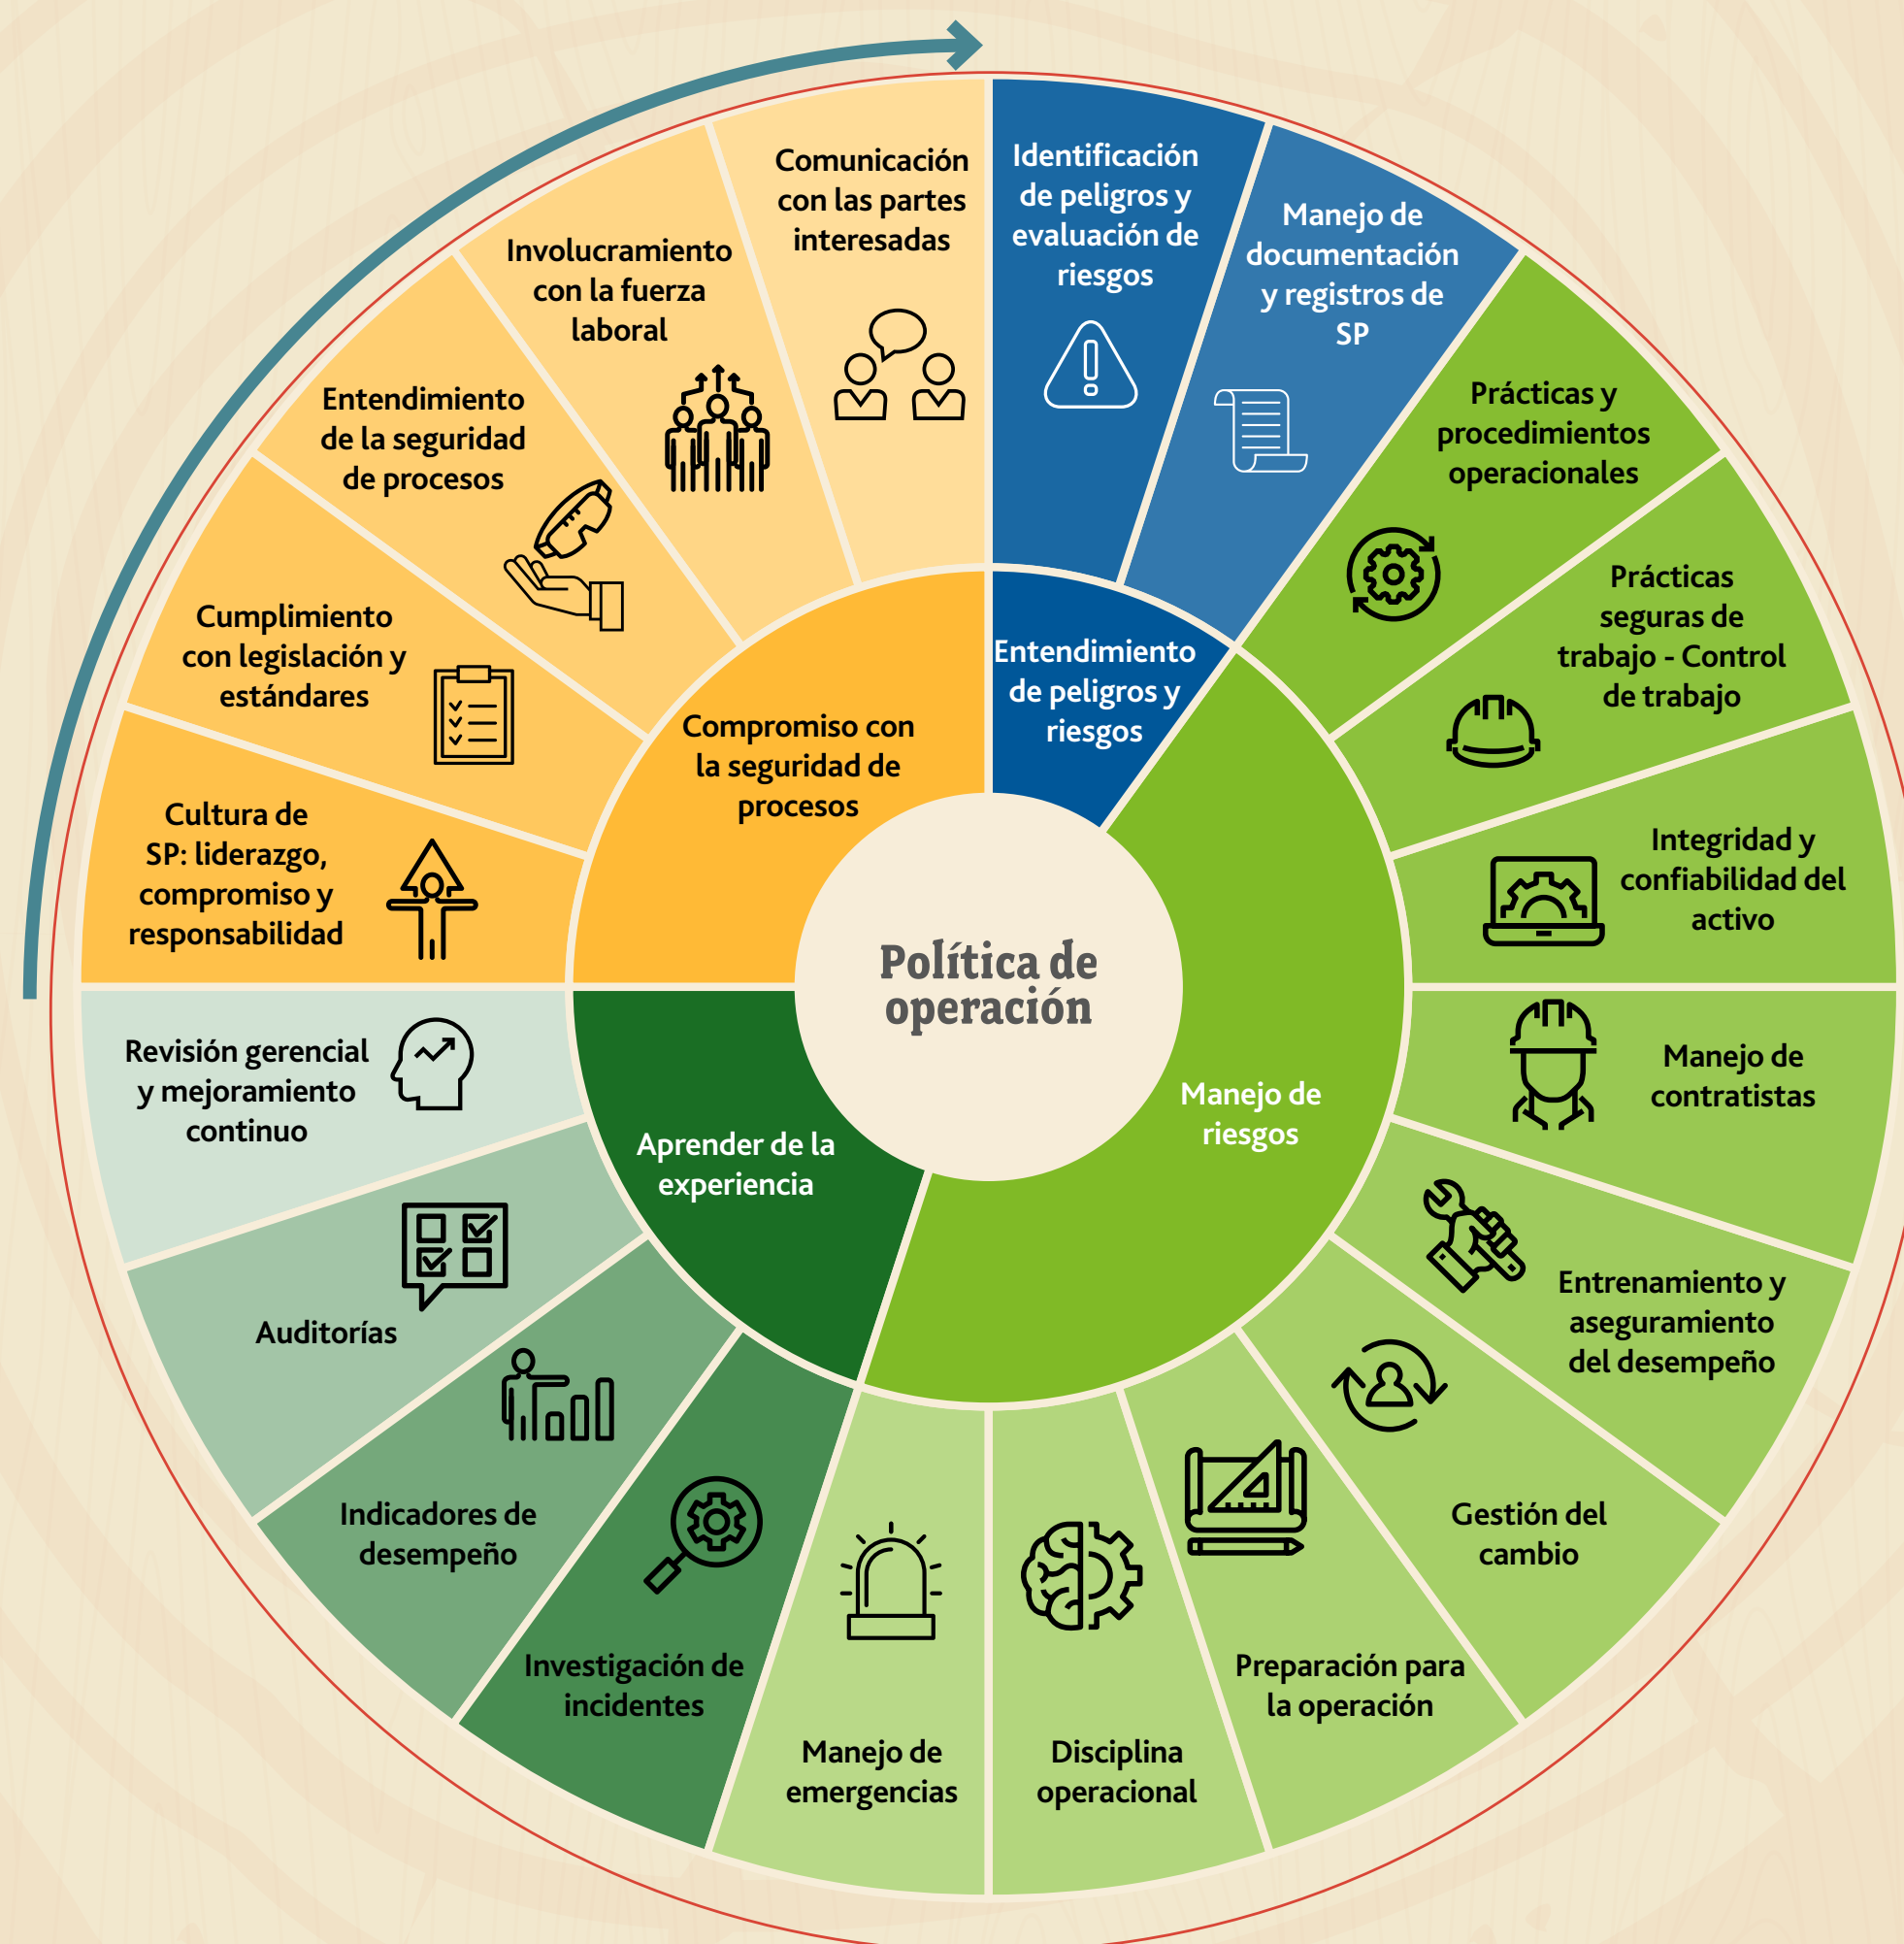 Política de
operación
Compromiso con
la seguridad de
procesos
Cultura de
SP: liderazgo,
compromiso y
responsabilidad
Cumplimiento
con legislación y
estándares
Entendimiento
de la seguridad
de procesos
Involucramiento
con la fuerza
laboral
Comunicación
con las partes
interesadas
Entendimiento
de peligros y
riesgos
Identificación
de peligros y
evaluación de
riesgos
Manejo de
documentación
y registros de
SP
Manejo de
riesgos
Prácticas y
procedimientos
operacionales
Prácticas
seguras de
trabajo - Control
de trabajo
Integridad y
confiabilidad del
activo
Manejo de
contratistas
Entrenamiento y
aseguramiento
del desempeño
Gestión del
cambio
Preparación para
la operación
Disciplina
operacional
Manejo de
emergencias
Aprender de la
experiencia
Investigación de
incidentes
Indicadores de
desempeño
Auditorías
Revisión gerencial
y mejoramiento
continuo